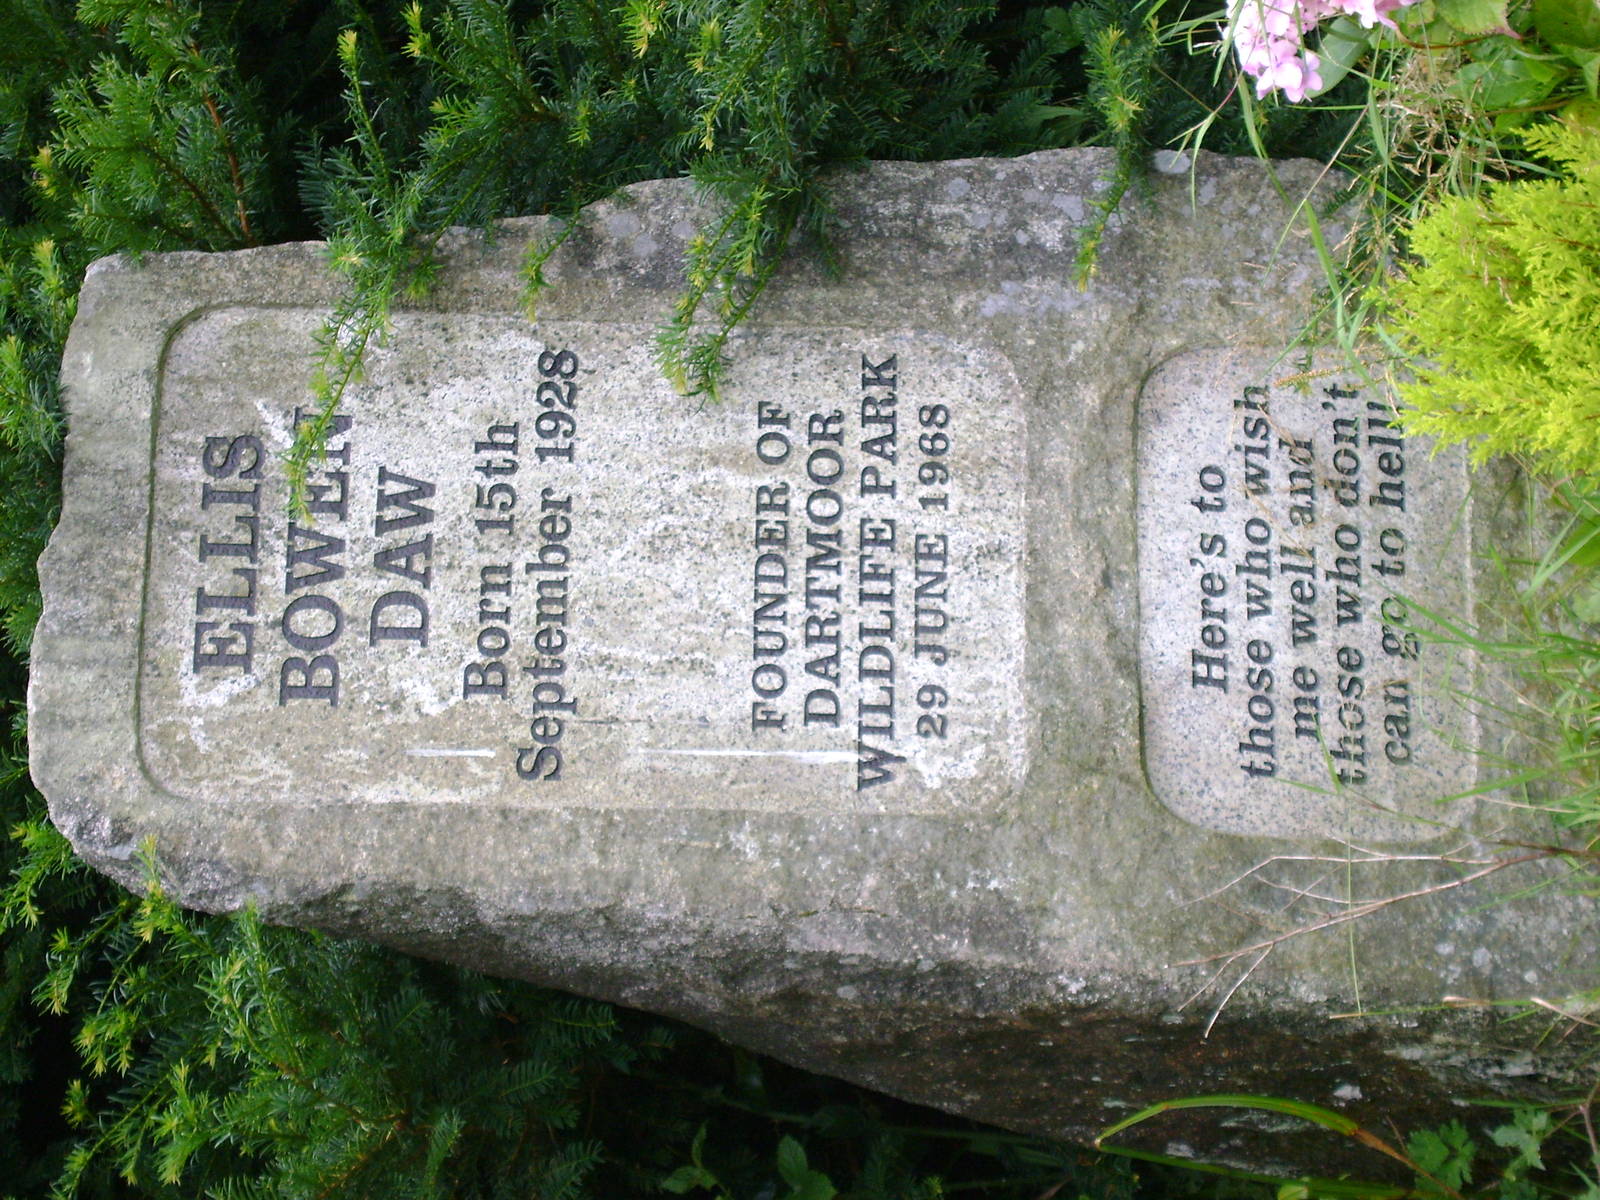 ELLIS
BOWEN
DAW
Born 15th
September 1928
FOUNDER OF
DARTMOOR
WILDLIFE PARK
29 JUNE 1968
Here's to
those who wish
me well and
those who don't
can go to hell!